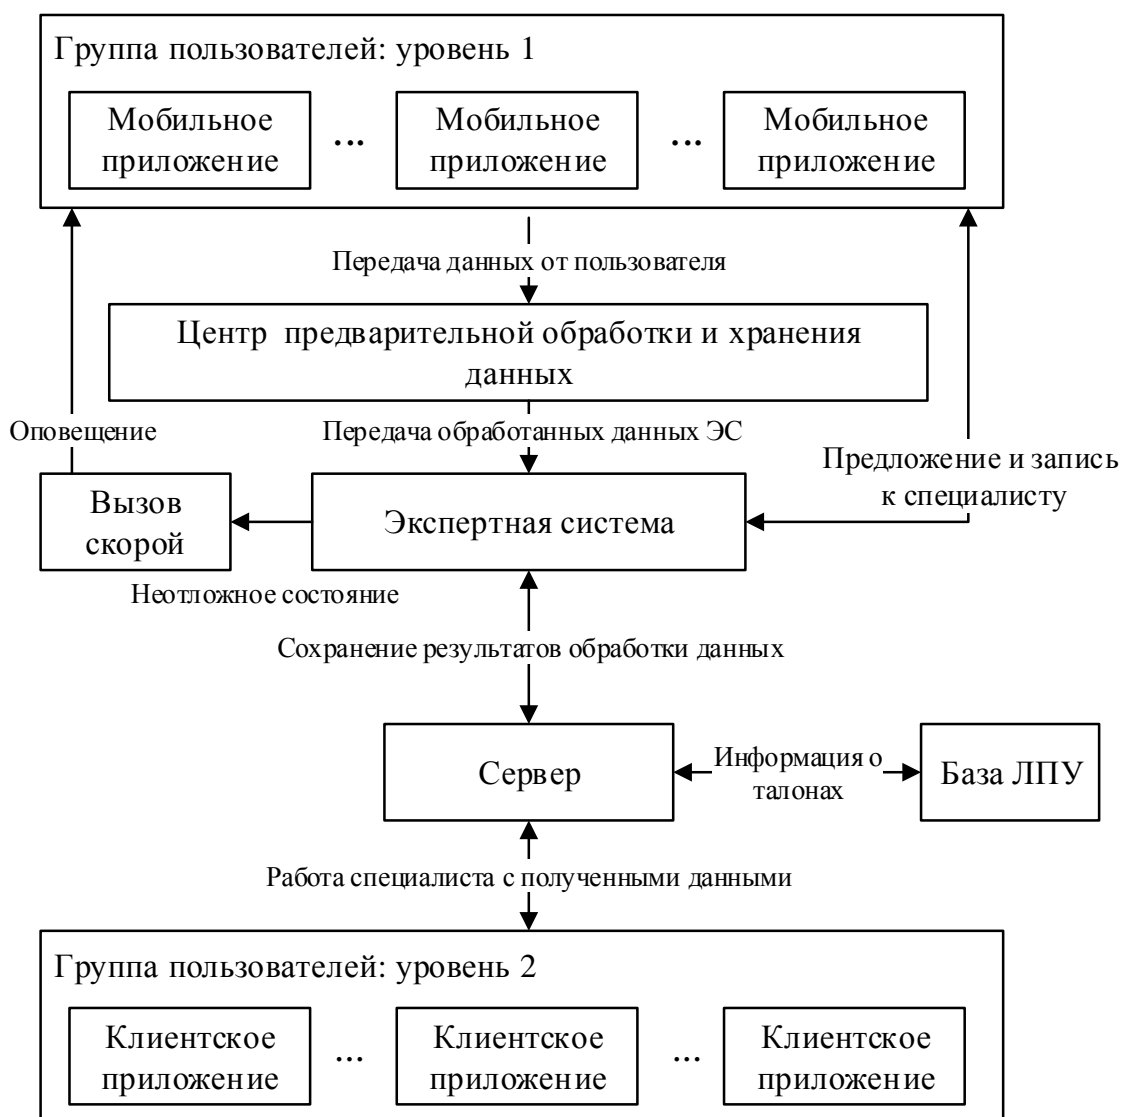 Группа пользователей: уровень 1
Мобильное
приложение
...
Мобильное
приложение
...
Мобильное
приложение
Передача данных от пользователя
Центр предварительной обработки и хранения
данных
Оповещение
Передача обработанных данных ЭС
Предложение и запись
к специалисту
Вызов
скорой
Экспертная система
Неотложное состояние
Сохранение результатов обработки данных
Сервер
Информация о
талонах
База ЛПУ
Работа специалиста с полученными данными
Группа пользователей: уровень 2
Клиентское
приложение
...
Клиентское
приложение
...
Клиентское
приложение